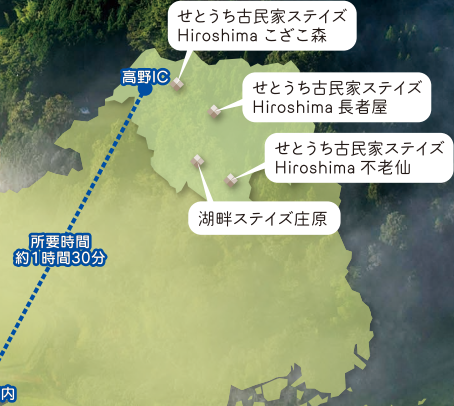 せとうち古民家ステイズ
Hiroshima こざこ森
高野IC
せとうち古民家ステイズ
Hiroshima 長者屋
せとうち古民家ステイズ
Hiroshima 不老仙
湖畔ステイズ庄原
所要時間
約1時間30分
内